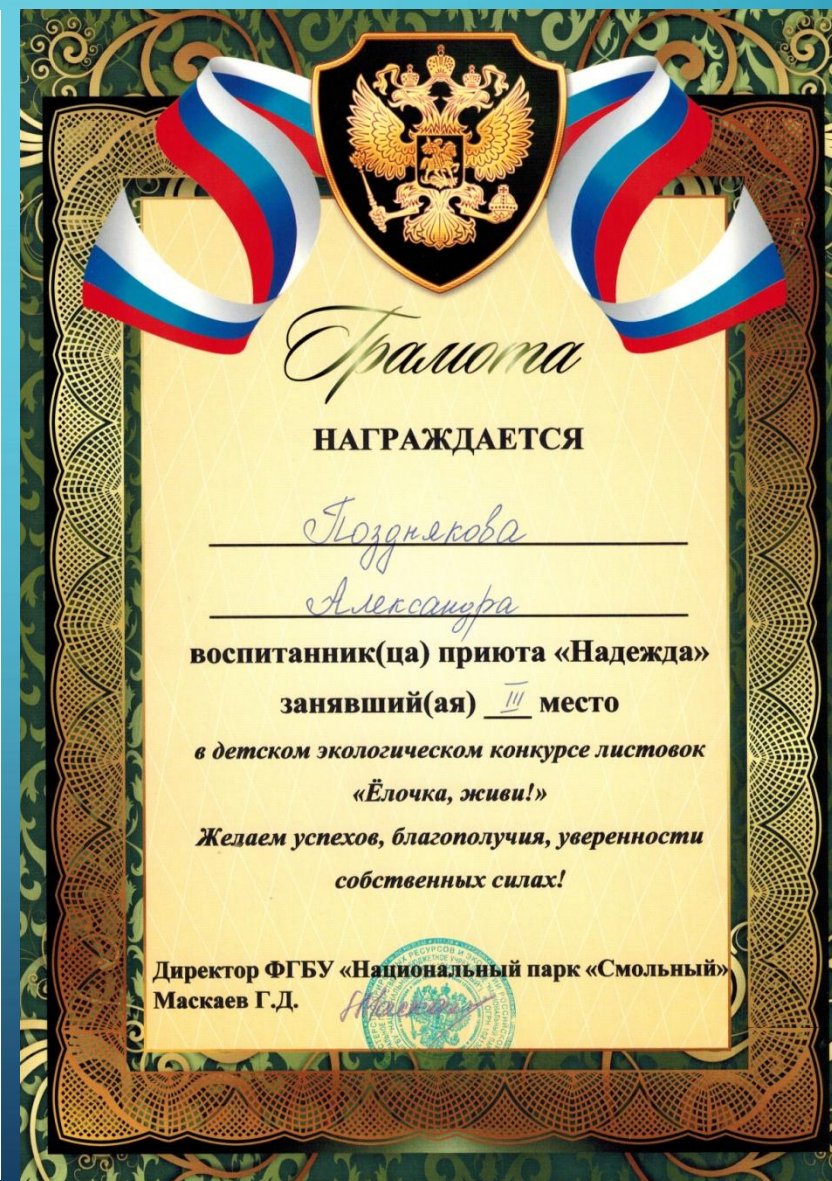 Грамота
НАГРАЖДАЕТСЯ
Позднякова
Александра
воспитанник(ца) приюта «Надежда»
занявший(ая) III место
в детском экологическом конкурсе листовок
«Ёлочка, живи!»
Желаем успехов, благополучия, уверенности
собственных силах!
Директор ФГБУ «Национальный парк «Смольный»
Маскаев Г.Д.